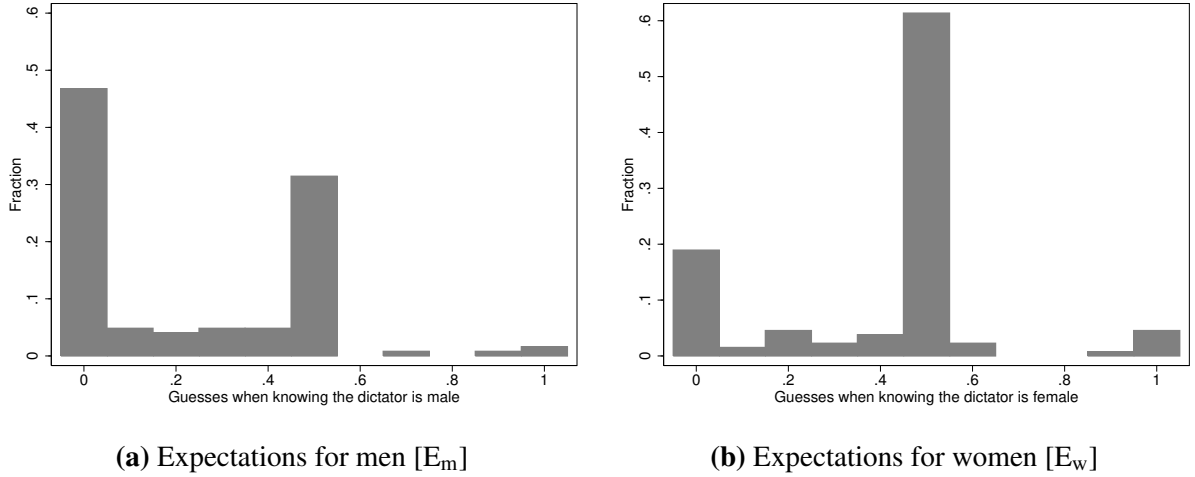 Fraction
0 .1 .2 .3 .4 .5 .6
0 .2 .4 .6 .8 1
Guesses when knowing the dictator is male
(a) Expectations for men [Em]
Fraction
0 .1 .2 .3 .4 .5 .6
0 .2 .4 .6 .8 1
Guesses when knowing the dictator is female
(b) Expectations for women [Ew]